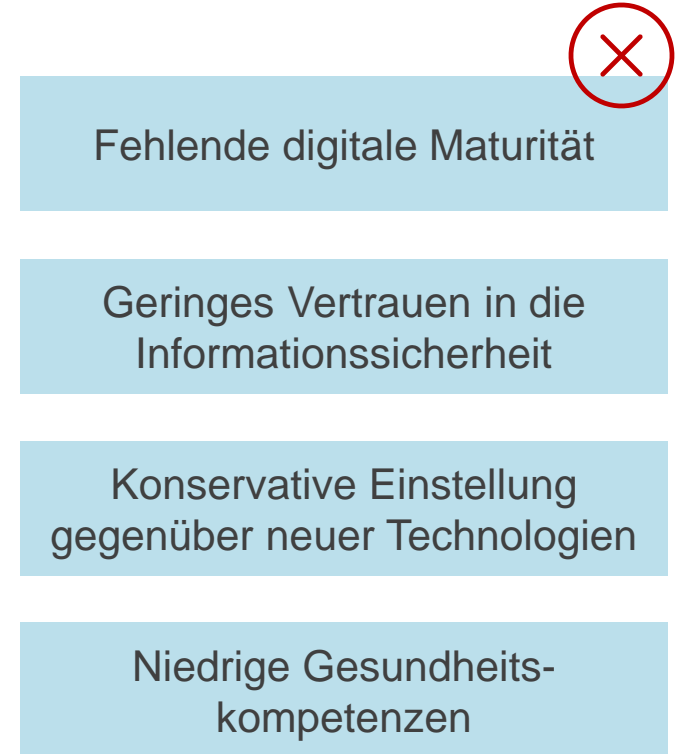 Fehlende digitale Maturität
Geringes Vertrauen in die
Informationssicherheit
Konservative Einstellung
gegenüber neuer Technologien
Niedrige Gesundheits-
kompetenzen